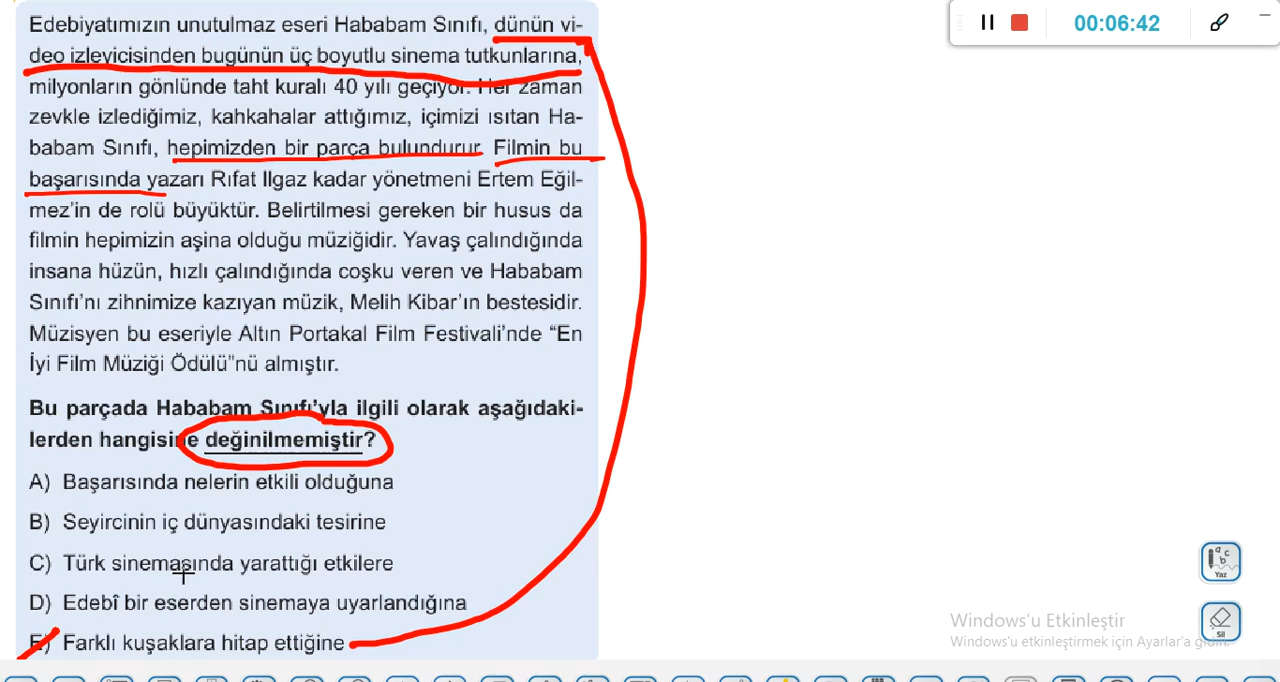 Edebiyatımızın unutulmaz eseri Hababam Sınıfı, dünün vi-
deo izleyicisinden bugünün üç boyutlu sinema tutkunlarına,
milyonların gönlünde taht kuralı 40 yılı geçiyor. Her zaman
zevkle izlediğimiz, kahkahalar attığımız, içimizi ısıtan Ha-
babam Sınıfı, hepimizden bir parça bulundurur. Filmin bu
başarısında yazarı Rıfat Ilgaz kadar yönetmeni Ertem Eğil-
mez’in de rolü büyüktür. Belirtilmesi gereken bir husus da
filmin hepimizin aşina olduğu müziğidir. Yavaş çalındığında
insana hüzün, hızlı çalındığında coşku veren ve Hababam
Sınıfı’nı zihnimize kazıyan müzik, Melih Kibar’ın bestesidir.
Müzisyen bu eseriyle Altın Portakal Film Festivali’nde “En
İyi Film Müziği Ödülü”nü almıştır.
Bu parçada Hababam Sınıfı’yla ilgili olarak aşağıdaki-
lerden hangisine değinilmemiştir?
A) Başarısında nelerin etkili olduğuna
B) Seyircinin iç dünyasındaki tesirine
C) Türk sinemasında yarattığı etkilere
D) Edebî bir eserden sinemaya uyarlandığına
E) Farklı kuşaklara hitap ettiğine
00:06:42
a b c
Yaz
Sil
Windows'u Etkinleştir
Windows'u etkinleştirmek için Ayarlar'a gidin.